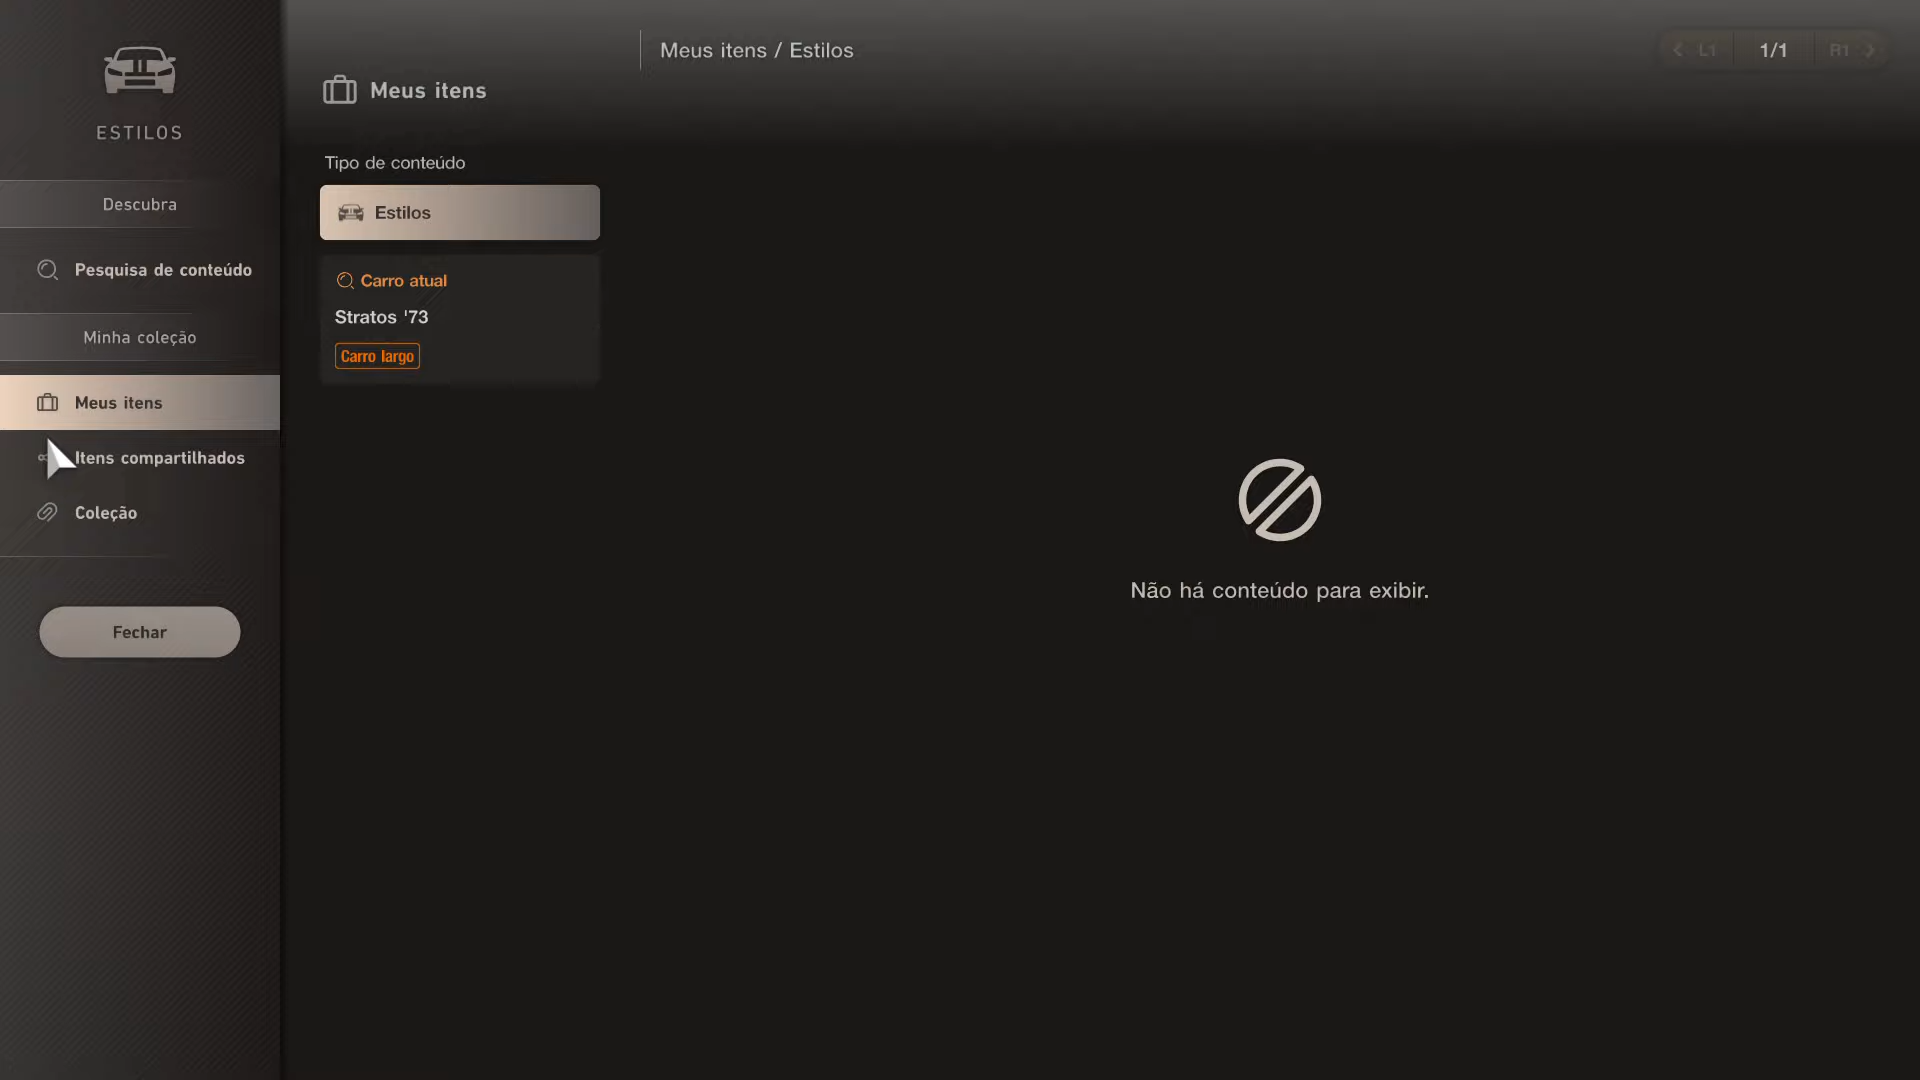 ESTILOS
Descubra
Pesquisa de conteúdo
Minha coleção
Meus itens
Itens compartilhados
Coleção
Fechar
Meus itens
Tipo de conteúdo
Estilos
Carro atual
Stratos '73
Carro largo
Meus itens / Estilos
L1 1/1 R1
Não há conteúdo para exibir.